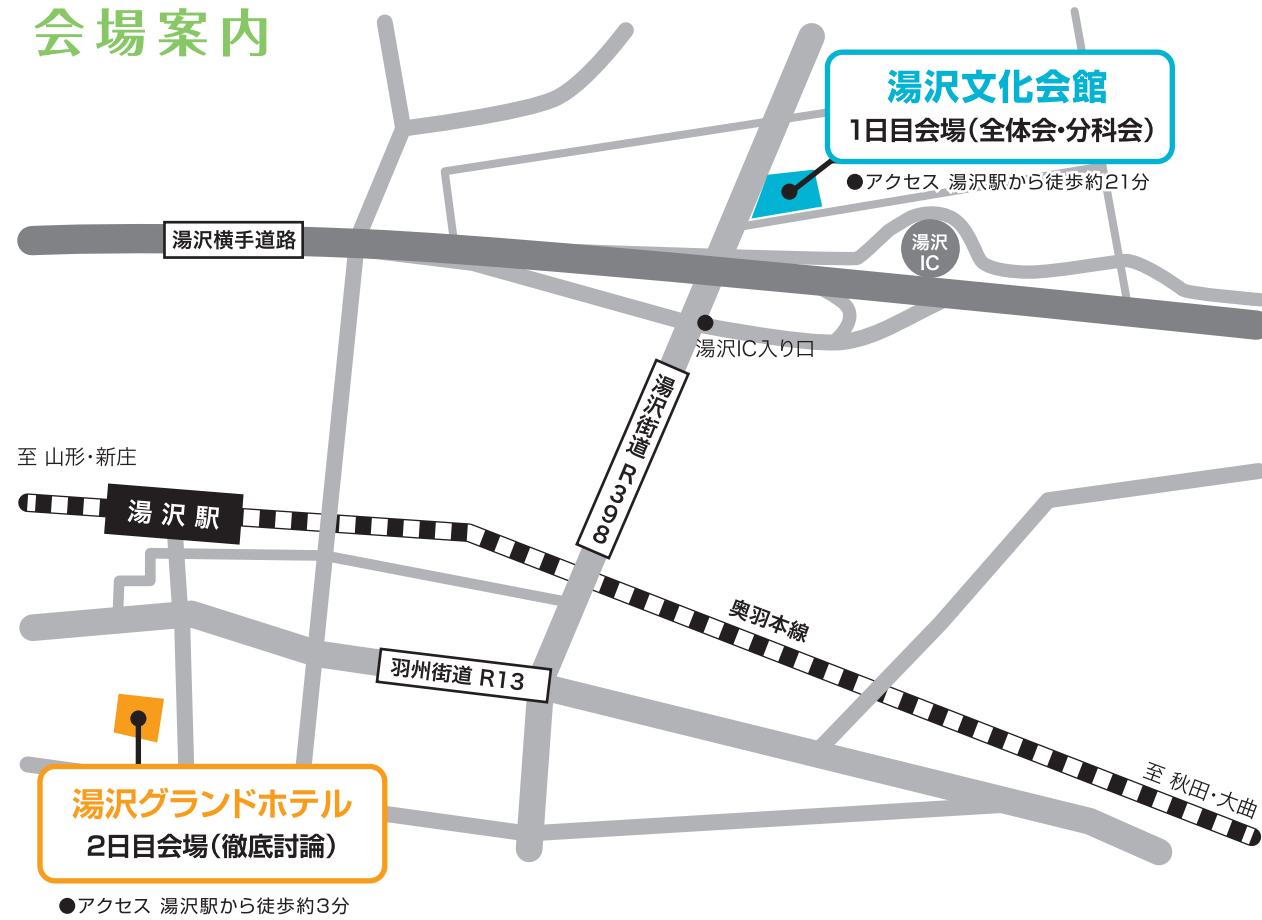 会場案内
湯沢文化会館
1日目会場（全体会・分科会）
●アクセス 湯沢駅から徒歩約21分
湯沢横手道路
湯沢
IC
湯沢IC入り口
湯沢街道 R398
至 山形・新庄
湯沢駅
奥羽本線
羽州街道 R13
至 秋田・大曲
湯沢グランドホテル
2日目会場（徹底討論）
●アクセス 湯沢駅から徒歩約3分